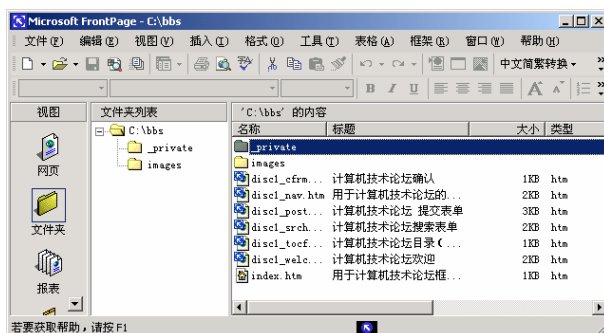 Microsoft FrontPage - C:\bbs
文件(F) 编辑(E) 视图(V) 插入(I) 格式(O) 工具(T) 表格(A) 框架(R) 窗口(W) 帮助(H)
中文简繁转换
B I U A A
视图 文件夹列表 'C:\bbs' 的内容
C:\bbs 名称 标题 大小 类型
_private _private
images images
网页 disc1_cfrm... 计算机技术论坛确认 1KB htm
disc1_nav.htm 用于计算机技术论坛的... 2KB htm
disc1_post... 计算机技术论坛 提交表单 3KB htm
文件夹 disc1_srch... 计算机技术论坛搜索表单 2KB htm
disc1_tocf... 计算机技术论坛目录(... 1KB htm
disc1_welc... 计算机技术论坛欢迎 2KB htm
报表 index.htm 用于计算机技术论坛框... 1KB htm
若要获取帮助，请按 F1